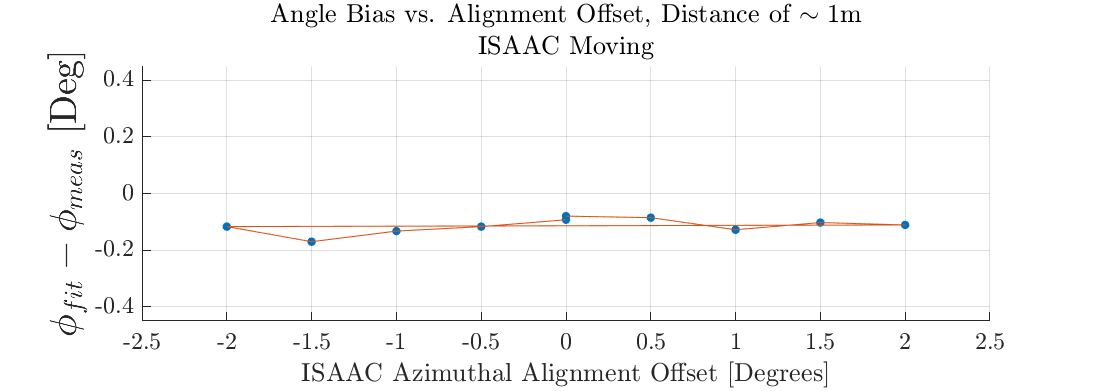 Angle Bias vs. Alignment Offset, Distance of ∼ 1m
ISAAC Moving
ϕ_fit − ϕ_meas [Deg]
0.4
0.2
0
-0.2
-0.4
-2.5 -2 -1.5 -1 -0.5 0 0.5 1 1.5 2 2.5
ISAAC Azimuthal Alignment Offset [Degrees]